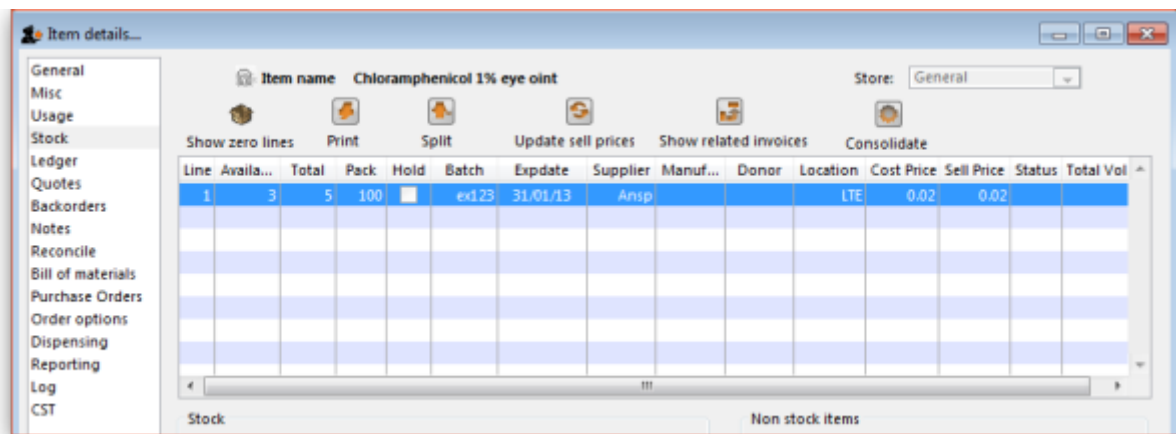 Item details...
General
Misc
Usage
Stock
Ledger
Quotes
Backorders
Notes
Reconcile
Bill of materials
Purchase Orders
Order options
Dispensing
Reporting
Log
CST
Item name Chloramphenicol 1% eye oint
Store: General
Show zero lines Print Split Update sell prices Show related invoices Consolidate
Line Availa... Total Pack Hold Batch Expdate Supplier Manuf... Donor Location Cost Price Sell Price Status Total Vol
1 3 5 100 ex123 31/01/13 Ansp LTE 0.02 0.02
Stock Non stock items